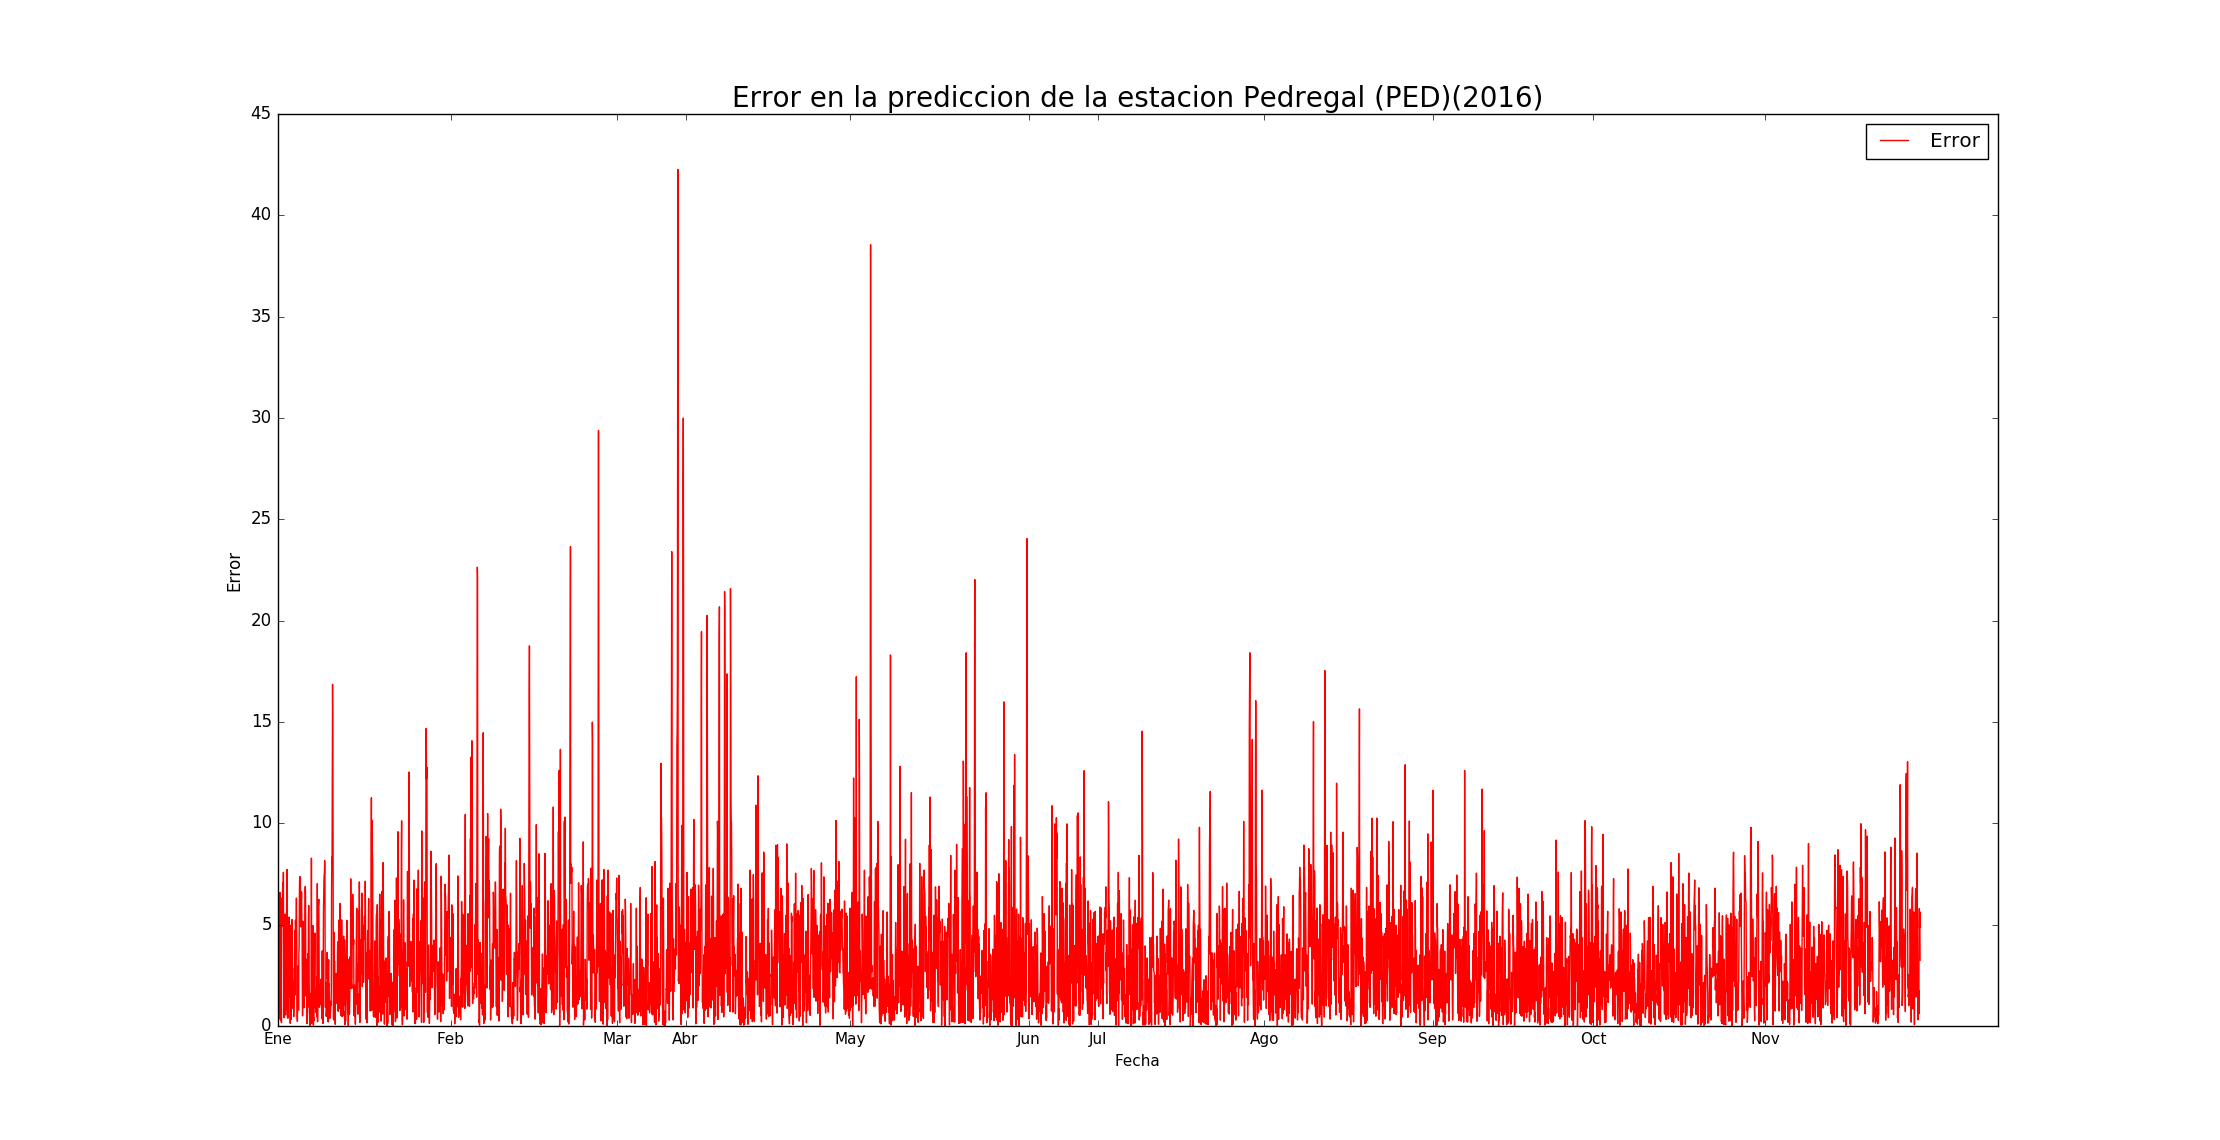 Error en la prediccion de la estacion Pedregal (PED)(2016)
45
Error
40
35
30
25
Error
20
15
10
5
0
Ene Feb Mar Abr May Jun Jul Ago Sep Oct Nov
Fecha